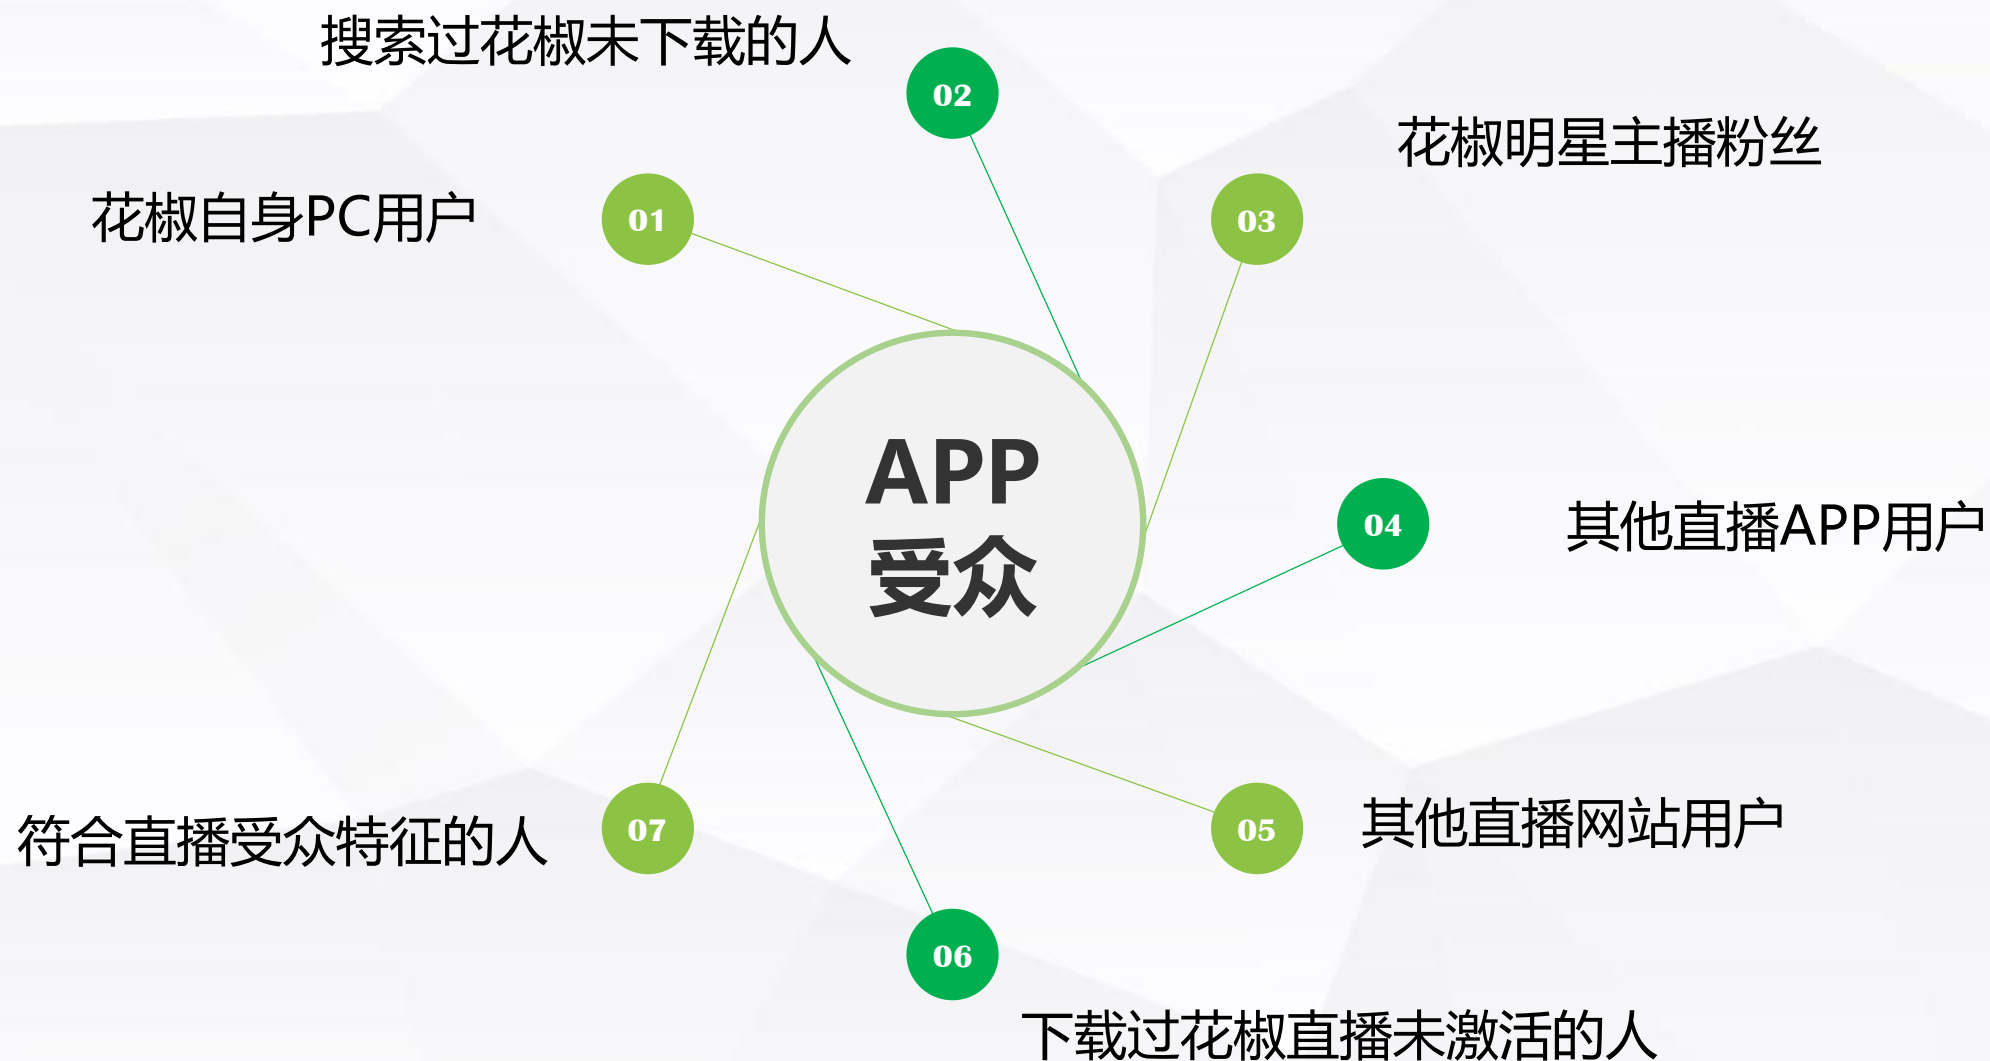 搜索过花椒未下载的人
02
花椒明星主播粉丝
花椒自身PC用户
01
03
APP
受众
04
其他直播APP用户
符合直播受众特征的人
07
05
其他直播网站用户
06
下载过花椒直播未激活的人